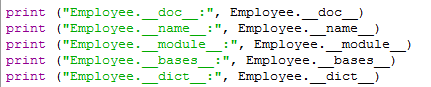 print ("Employee.__doc__:", Employee.__doc__)
print ("Employee.__name__:", Employee.__name__)
print ("Employee.__module__:", Employee.__module__)
print ("Employee.__bases__:", Employee.__bases__)
print ("Employee.__dict__:", Employee.__dict__)